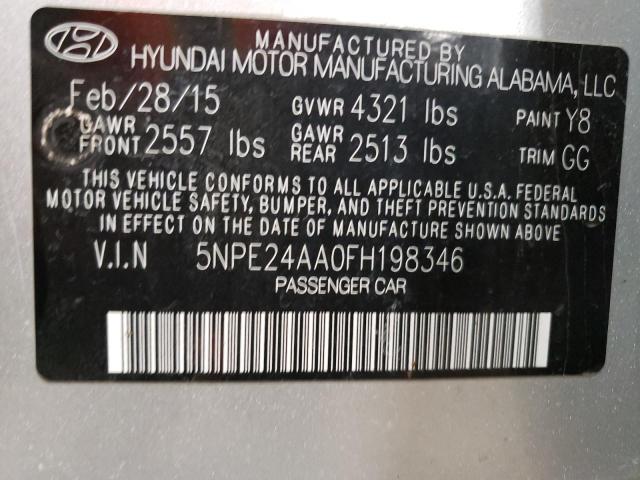 MANUFACTURED BY
HYUNDAI MOTOR MANUFACTURING ALABAMA, LLC
Feb/28/15 GVWR 4321 lbs PAINT Y8
GAWR FRONT 2557 lbs GAWR REAR 2513 lbs TRIM GG
THIS VEHICLE CONFORMS TO ALL APPLICABLE U.S.A. FEDERAL
MOTOR VEHICLE SAFETY, BUMPER, AND THEFT PREVENTION STANDARDS
IN EFFECT ON THE DATE OF MANUFACTURE SHOWN ABOVE.
V.I.N 5NPE24AA0FH198346
PASSENGER CAR